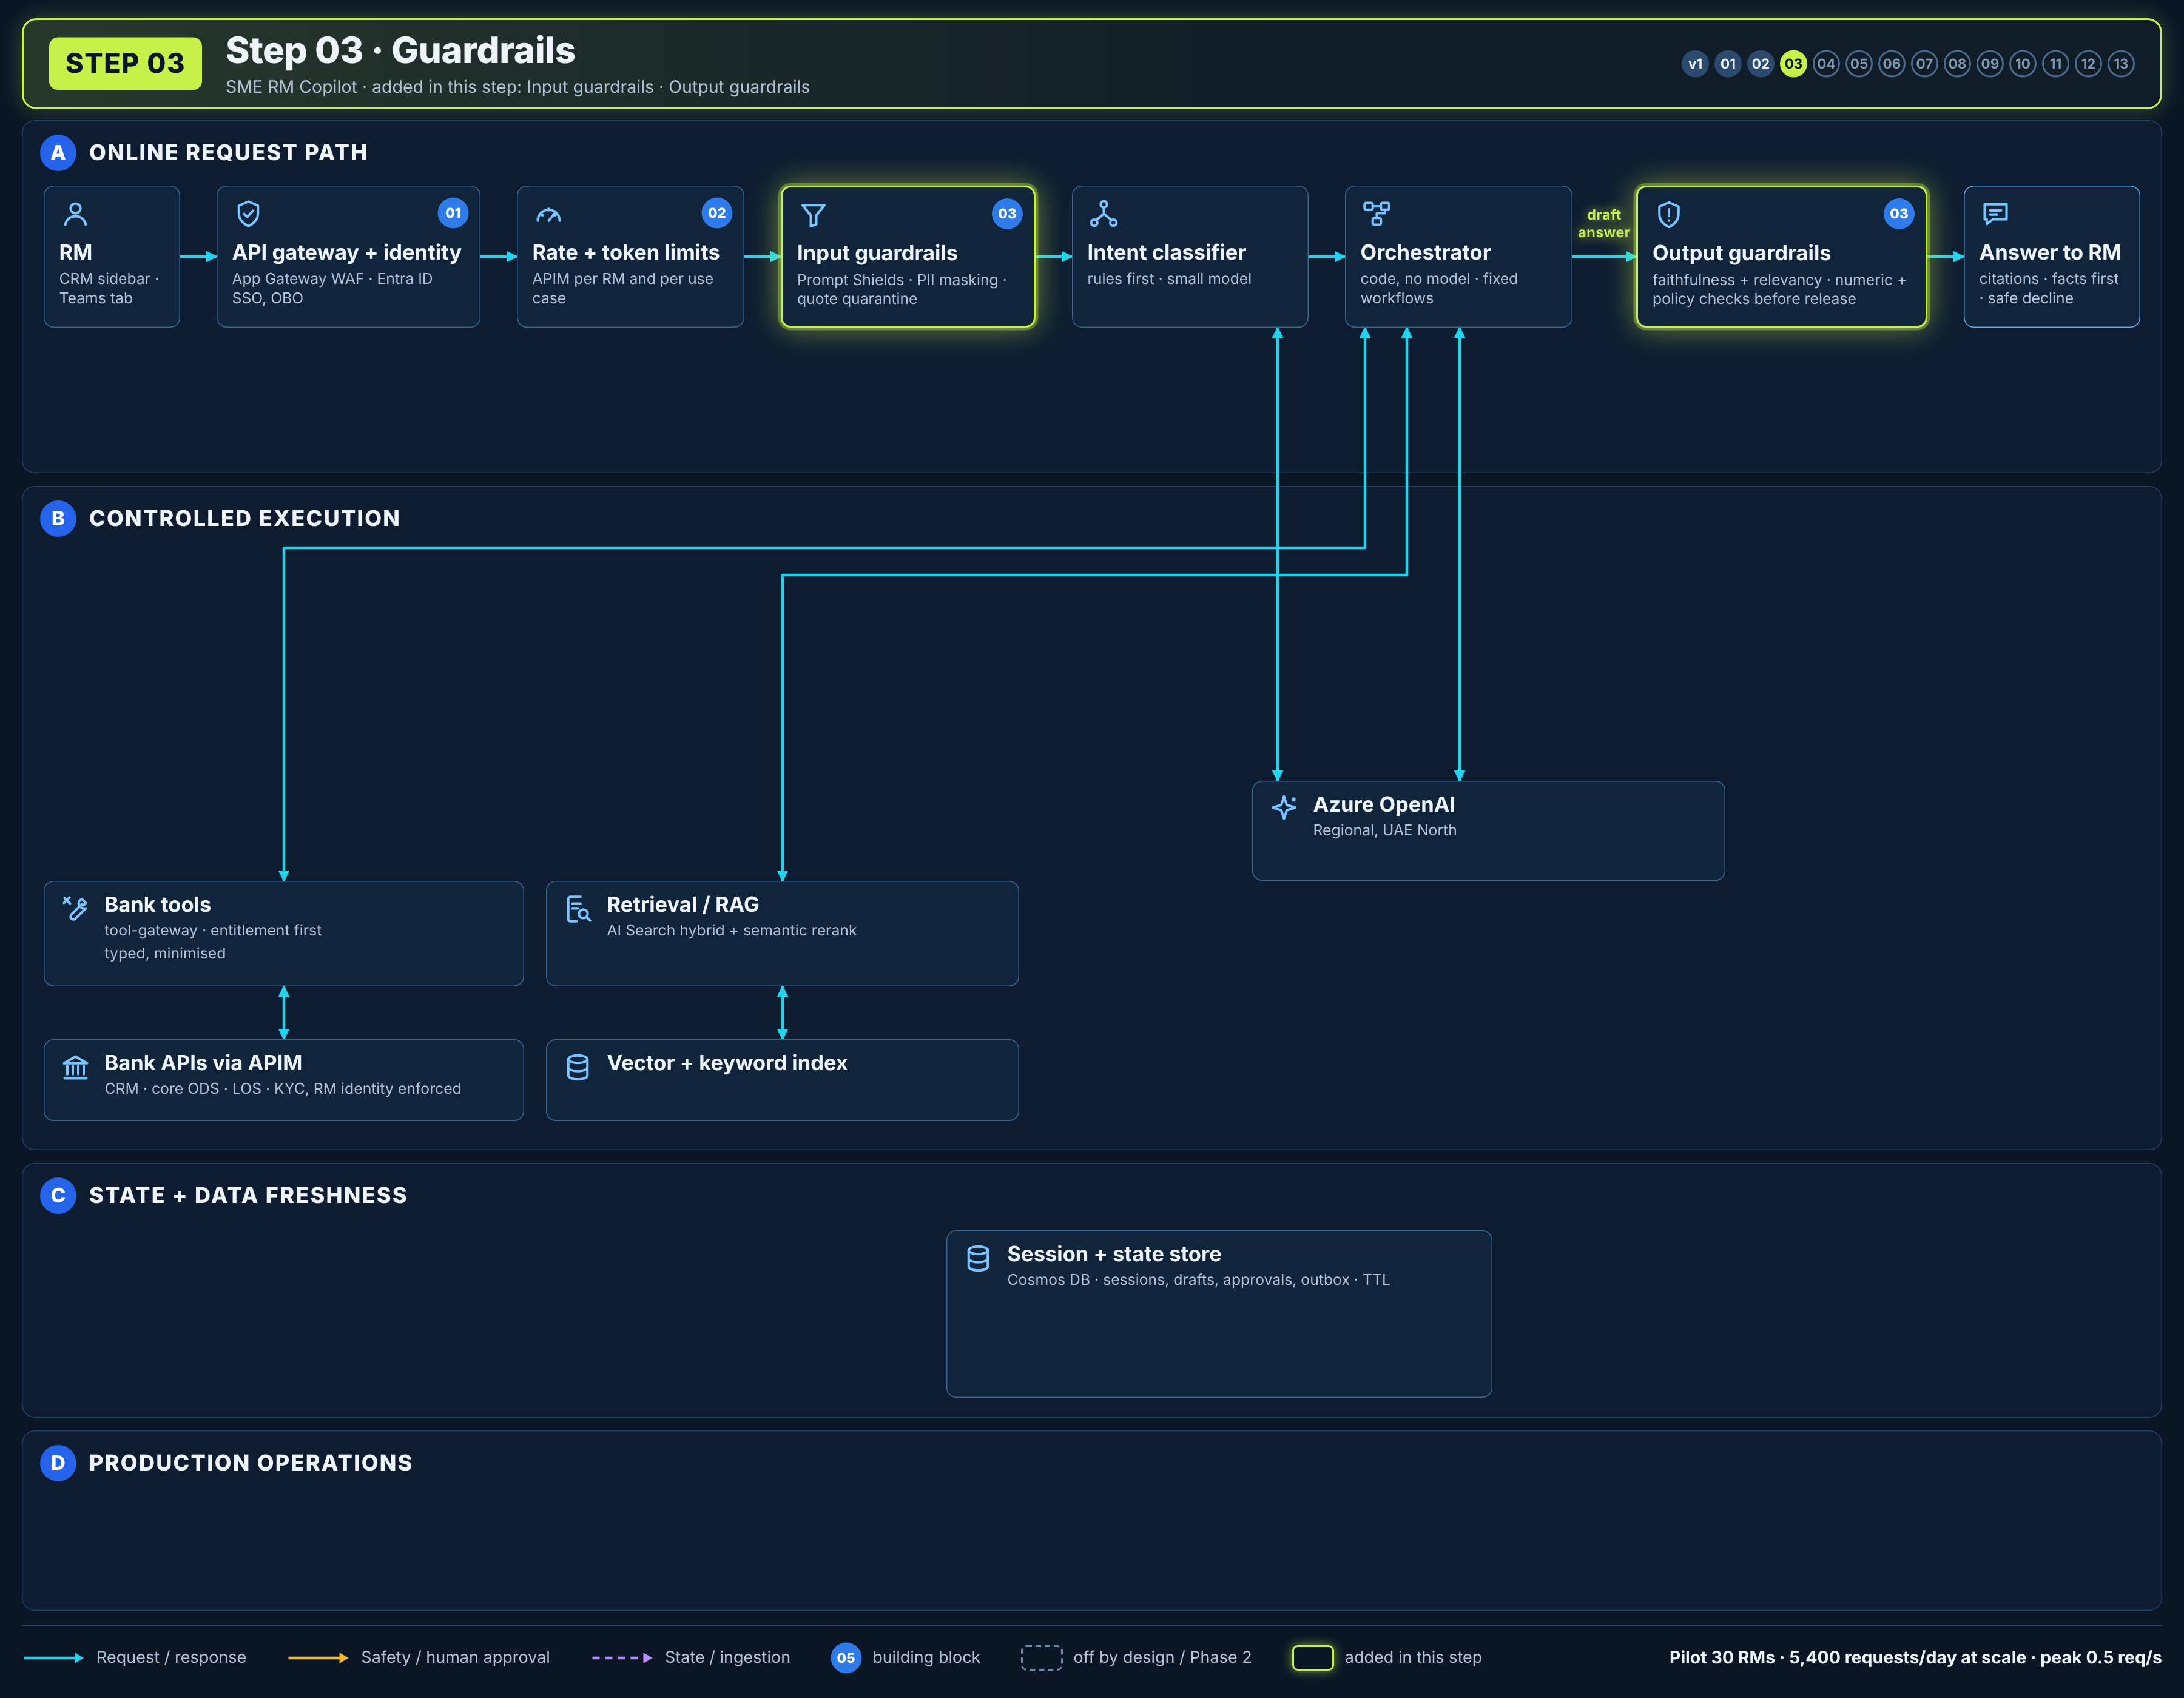 STEP 03
Step 03 · Guardrails
SME RM Copilot · added in this step: Input guardrails · Output guardrails
v1 01 02 03 04 05 06 07 08 09 10 11 12 13
A
ONLINE REQUEST PATH
RM
CRM sidebar ·
Teams tab
01
API gateway + identity
App Gateway WAF · Entra ID
SSO, OBO
02
Rate + token limits
APIM per RM and per use
case
03
Input guardrails
Prompt Shields · PII masking ·
quote quarantine
Intent classifier
rules first · small model
Orchestrator
code, no model · fixed
workflows
draft
answer
03
Output guardrails
faithfulness + relevancy · numeric +
policy checks before release
Answer to RM
citations · facts first
· safe decline
B
CONTROLLED EXECUTION
Azure OpenAI
Regional, UAE North
Bank tools
tool-gateway · entitlement first
typed, minimised
Retrieval / RAG
AI Search hybrid + semantic rerank
Bank APIs via APIM
CRM · core ODS · LOS · KYC, RM identity enforced
Vector + keyword index
C
STATE + DATA FRESHNESS
Session + state store
Cosmos DB · sessions, drafts, approvals, outbox · TTL
D
PRODUCTION OPERATIONS
Request / response
Safety / human approval
State / ingestion
05
building block
off by design / Phase 2
added in this step
Pilot 30 RMs · 5,400 requests/day at scale · peak 0.5 req/s